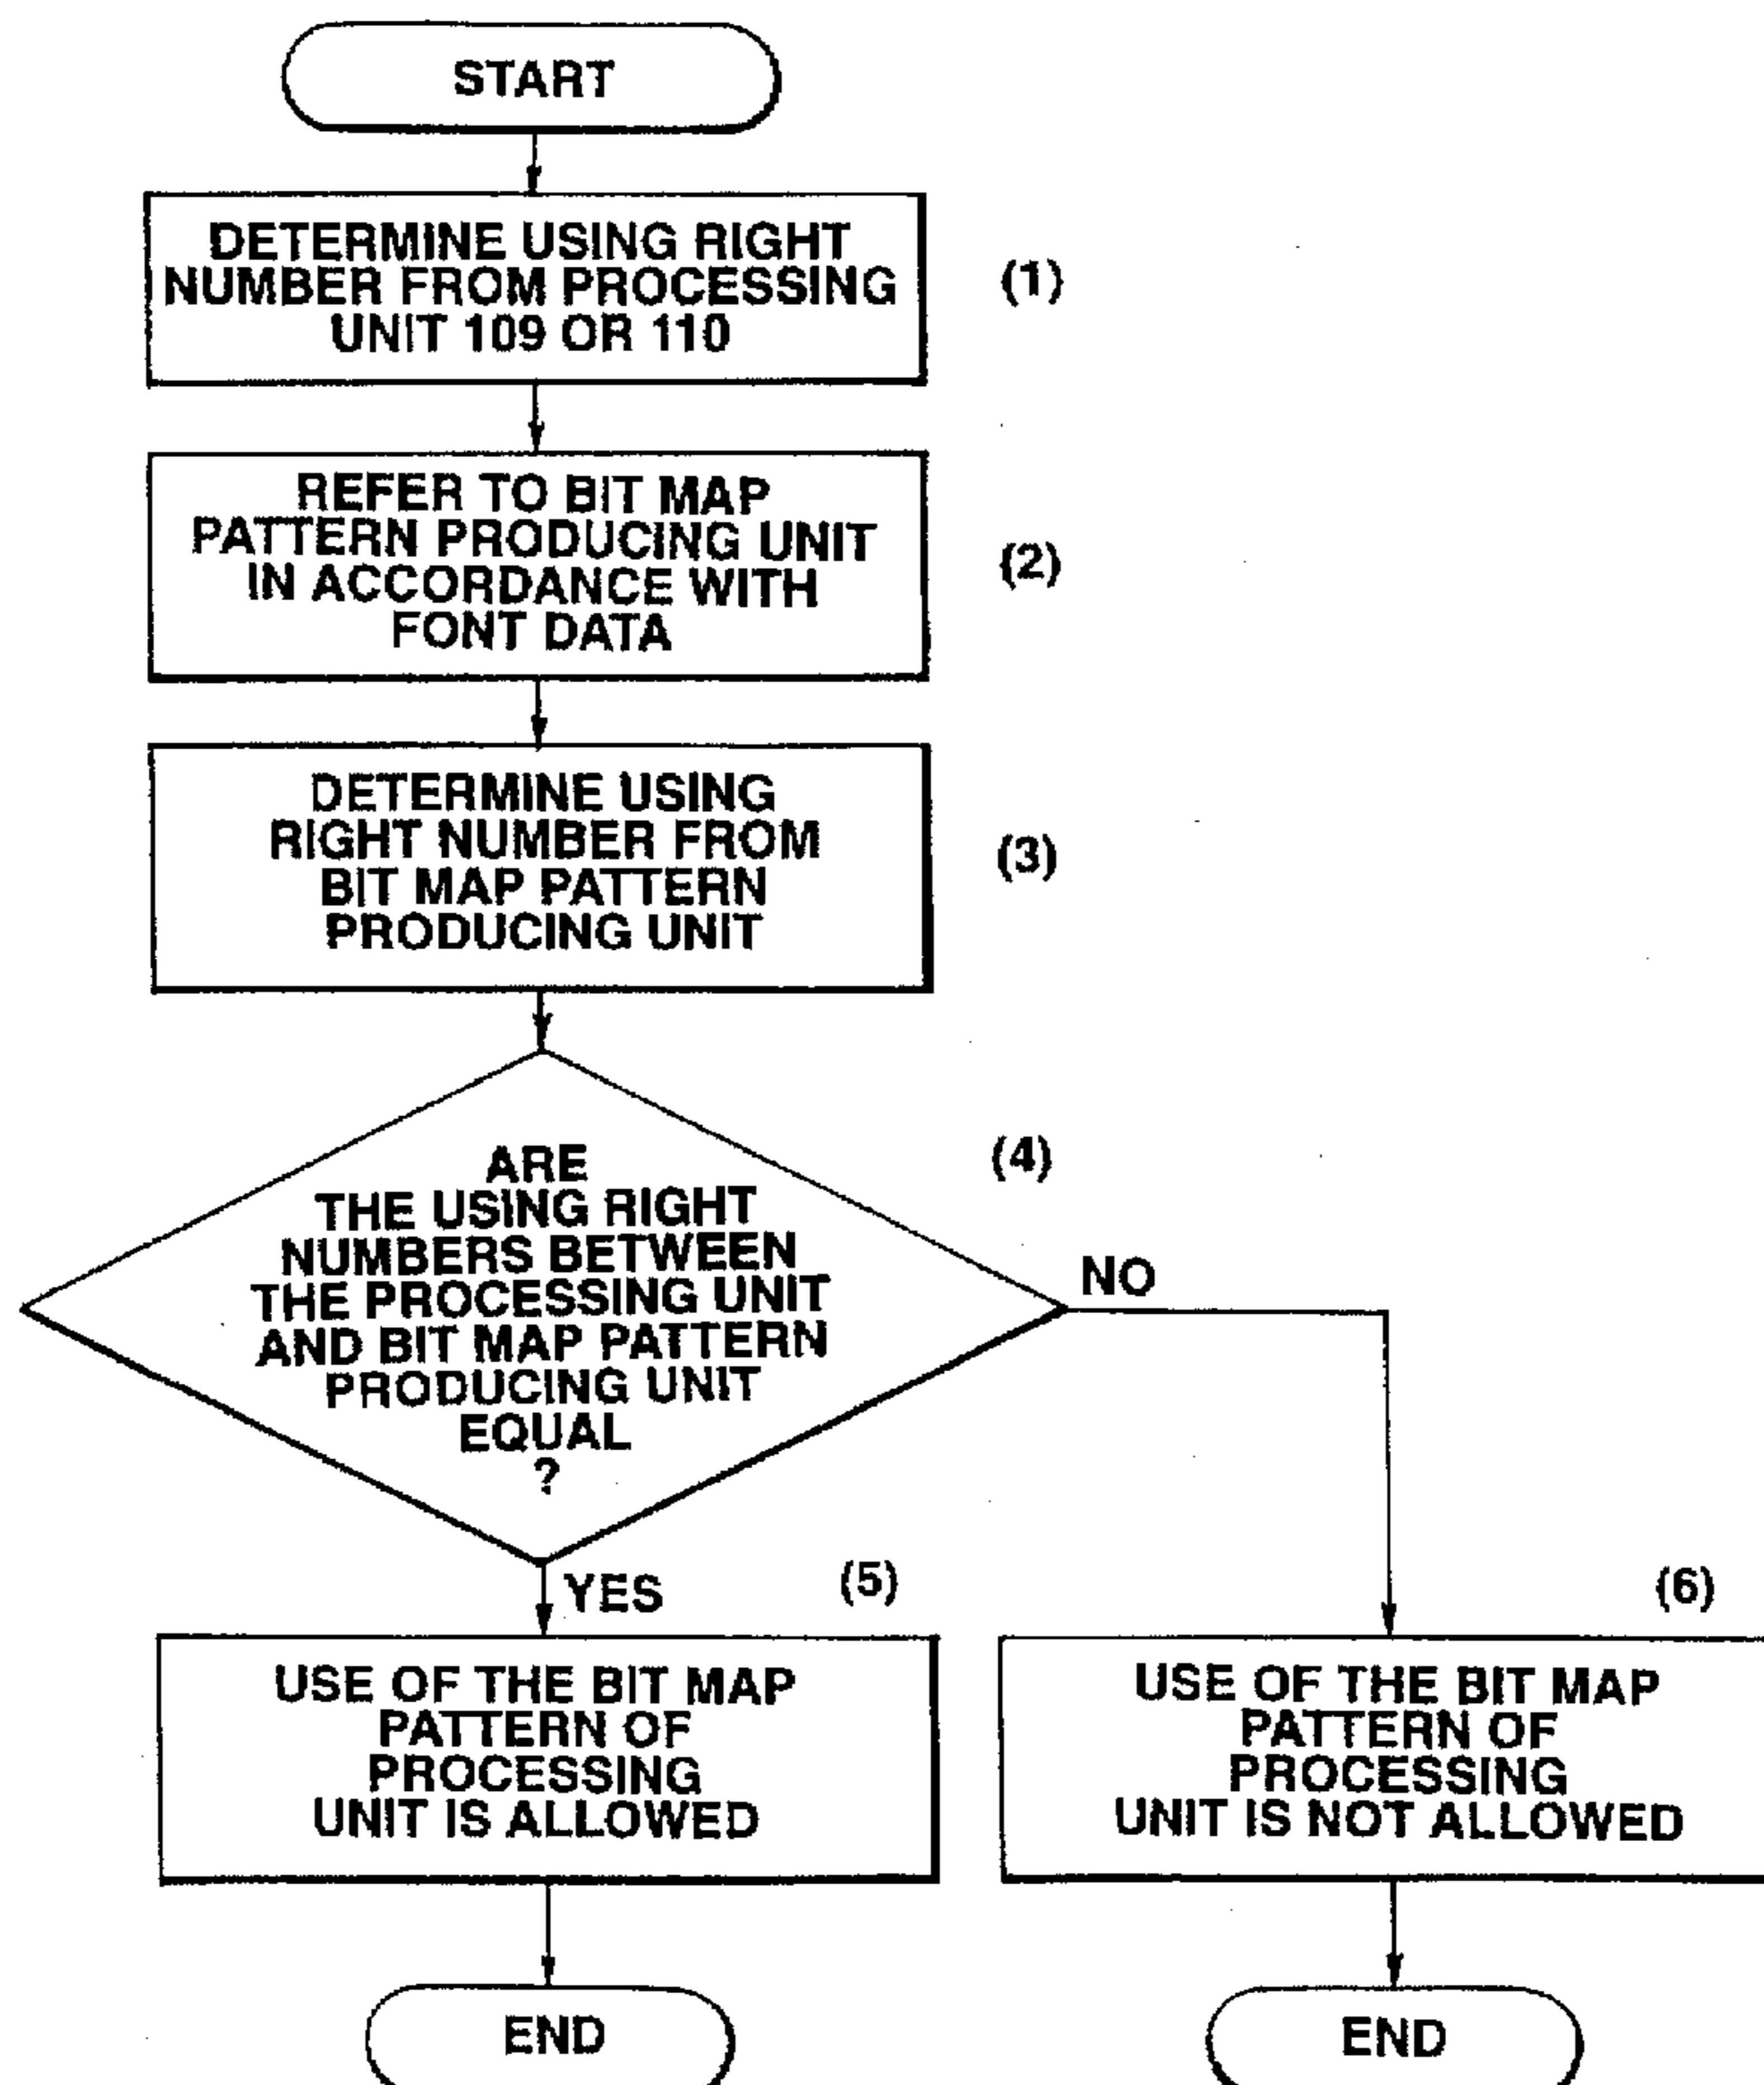 START
DETERMINE USING RIGHT
NUMBER FROM PROCESSING
UNIT 109 OR 110
(1)
REFER TO BIT MAP
PATTERN PRODUCING UNIT
IN ACCORDANCE WITH
FONT DATA
(2)
DETERMINE USING
RIGHT NUMBER FROM
BIT MAP PATTERN
PRODUCING UNIT
(3)
ARE
THE USING RIGHT
NUMBERS BETWEEN
THE PROCESSING UNIT
AND BIT MAP PATTERN
PRODUCING UNIT
EQUAL
?
(4)
NO
YES
(5)
USE OF THE BIT MAP
PATTERN OF
PROCESSING
UNIT IS ALLOWED
(6)
USE OF THE BIT MAP
PATTERN OF
PROCESSING
UNIT IS NOT ALLOWED
END
END